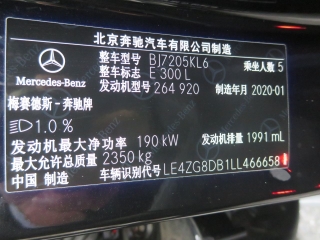 北京奔驰汽车有限公司制造
整车型号 BJ7205KL6 乘坐人数 5
整车标志 E 300 L
Mercedes-Benz
发动机型号 264 920 制造年月 2020-01
梅赛德斯-奔驰牌
1.0 %
发动机最大净功率 190 kW 发动机排量 1991 mL
最大允许总质量 2350 kg
中国 制造 车辆识别代号 LE4ZG8DB1LL466658